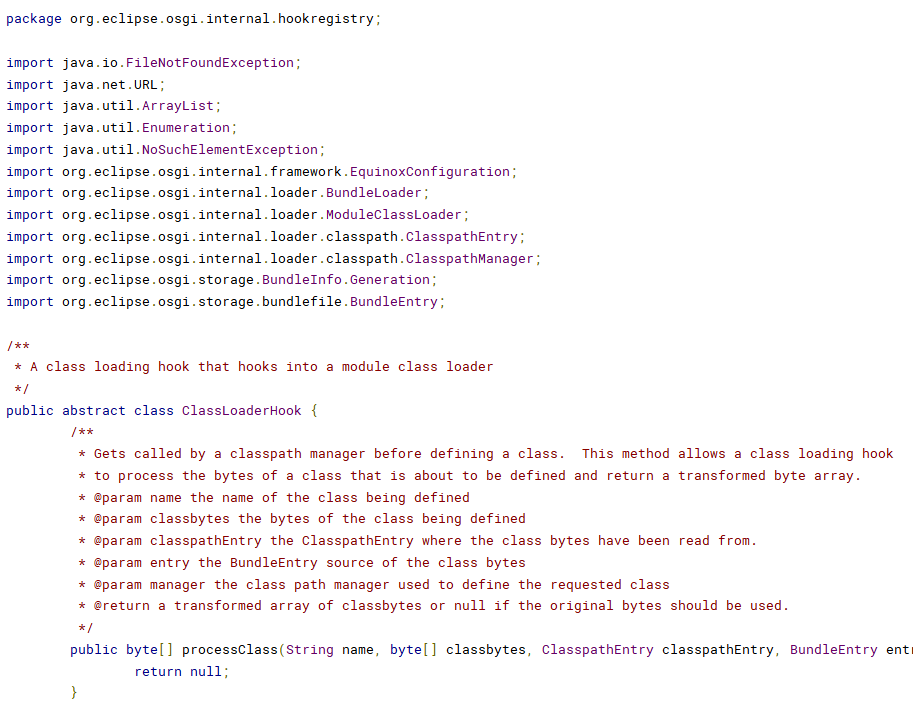 package org.eclipse.osgi.internal.hookregistry;

import java.io.FileNotFoundException;
import java.net.URL;
import java.util.ArrayList;
import java.util.Enumeration;
import java.util.NoSuchElementException;
import org.eclipse.osgi.internal.framework.EquinoxConfiguration;
import org.eclipse.osgi.internal.loader.BundleLoader;
import org.eclipse.osgi.internal.loader.ModuleClassLoader;
import org.eclipse.osgi.internal.loader.classpath.ClasspathEntry;
import org.eclipse.osgi.internal.loader.classpath.ClasspathManager;
import org.eclipse.osgi.storage.BundleInfo.Generation;
import org.eclipse.osgi.storage.bundlefile.BundleEntry;

/**
 * A class loading hook that hooks into a module class loader
 */
public abstract class ClassLoaderHook {
        /**
         * Gets called by a classpath manager before defining a class.  This method allows a class loading hook
         * to process the bytes of a class that is about to be defined and return a transformed byte array.
         * @param name the name of the class being defined
         * @param classbytes the bytes of the class being defined
         * @param classpathEntry the ClasspathEntry where the class bytes have been read from.
         * @param entry the BundleEntry source of the class bytes
         * @param manager the class path manager used to define the requested class
         * @return a transformed array of classbytes or null if the original bytes should be used.
         */
        public byte[] processClass(String name, byte[] classbytes, ClasspathEntry classpathEntry, BundleEntry
                return null;
        }